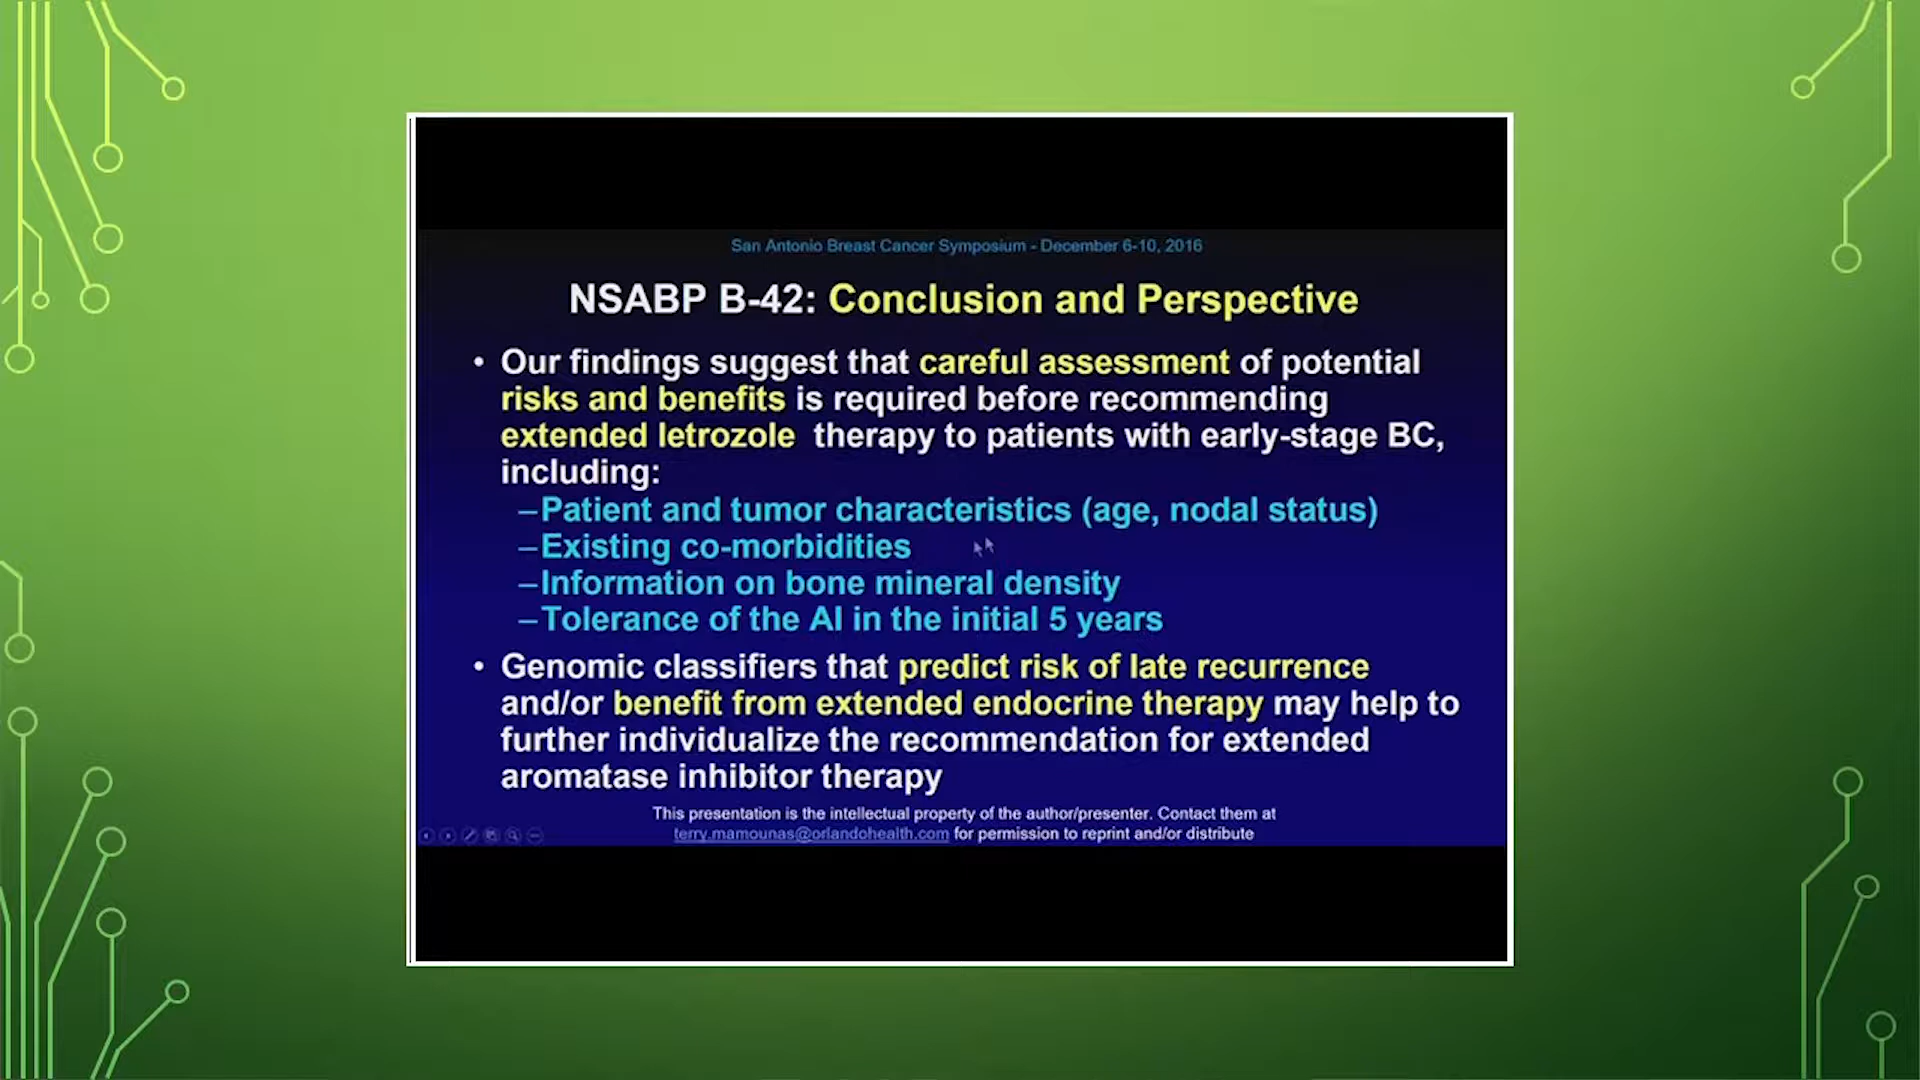 San Antonio Breast Cancer Symposium - December 6-10, 2016
NSABP B-42: Conclusion and Perspective
• Our findings suggest that careful assessment of potential
risks and benefits is required before recommending
extended letrozole therapy to patients with early-stage BC,
including:
–Patient and tumor characteristics (age, nodal status)
–Existing co-morbidities
–Information on bone mineral density
–Tolerance of the AI in the initial 5 years
• Genomic classifiers that predict risk of late recurrence
and/or benefit from extended endocrine therapy may help to
further individualize the recommendation for extended
aromatase inhibitor therapy
This presentation is the intellectual property of the author/presenter. Contact them at
terry.mamounas@orlandohealth.com for permission to reprint and/or distribute